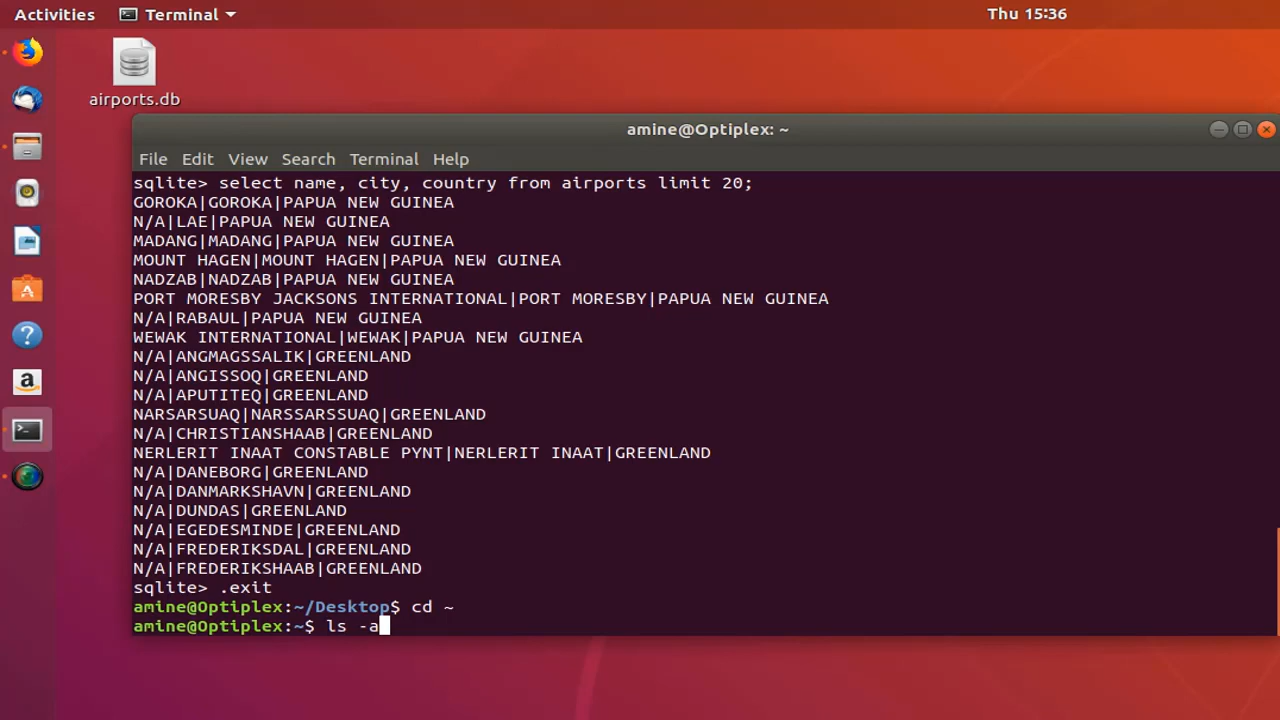 Activities Terminal Thu 15:36
airports.db
amine@Optiplex: ~
File Edit View Search Terminal Help
sqlite> select name, city, country from airports limit 20;
GOROKA|GOROKA|PAPUA NEW GUINEA
N/A|LAE|PAPUA NEW GUINEA
MADANG|MADANG|PAPUA NEW GUINEA
MOUNT HAGEN|MOUNT HAGEN|PAPUA NEW GUINEA
NADZAB|NADZAB|PAPUA NEW GUINEA
PORT MORESBY JACKSONS INTERNATIONAL|PORT MORESBY|PAPUA NEW GUINEA
N/A|RABAUL|PAPUA NEW GUINEA
WEWAK INTERNATIONAL|WEWAK|PAPUA NEW GUINEA
N/A|ANGMAGSSALIK|GREENLAND
N/A|ANGISSOQ|GREENLAND
N/A|APUTITEQ|GREENLAND
NARSARSUAQ|NARSSARSSUAQ|GREENLAND
N/A|CHRISTIANSHAAB|GREENLAND
NERLERIT INAAT CONSTABLE PYNT|NERLERIT INAAT|GREENLAND
N/A|DANEBORG|GREENLAND
N/A|DANMARKSHAVN|GREENLAND
N/A|DUNDAS|GREENLAND
N/A|EGEDESMINDE|GREENLAND
N/A|FREDERIKSDAL|GREENLAND
N/A|FREDERIKSHAAB|GREENLAND
sqlite> .exit
amine@Optiplex:~/Desktop$ cd ~
amine@Optiplex:~$ ls -a